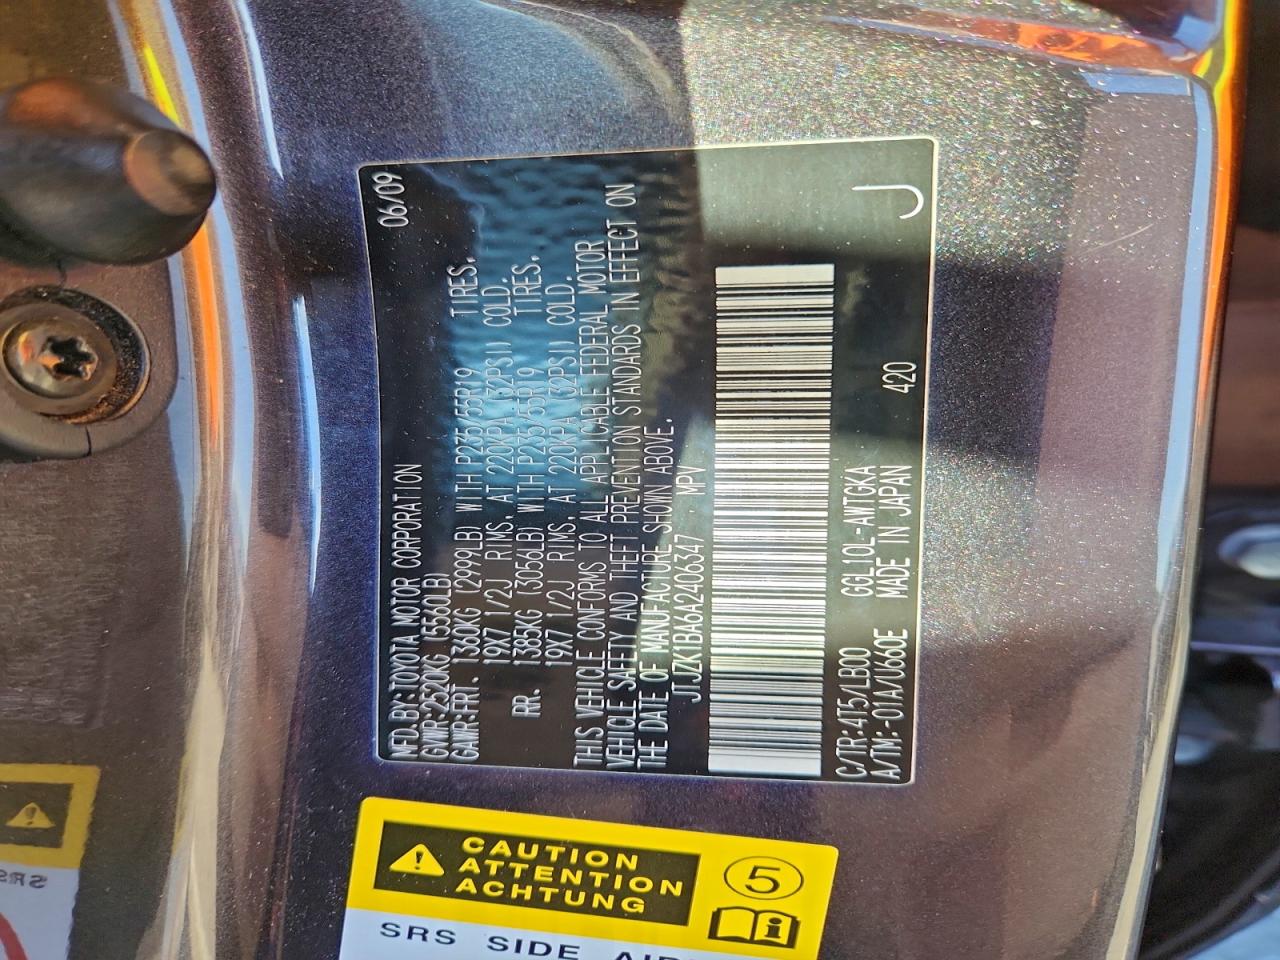 MFD.BY: TOYOTA MOTOR CORPORATION 06/09
GVWR:2520KG (5560LB)
GAWR:FRT. 1360KG (2999LB) WITH P235/55R19 TIRES,
19X7 1/2J RIMS, AT 220KPA (32PSI) COLD.
RR. 1385KG (3056LB) WITH P235/55R19 TIRES,
19X7 1/2J RIMS, AT 220KPA (32PSI) COLD.
THIS VEHICLE CONFORMS TO ALL APPLICABLE FEDERAL MOTOR
VEHICLE SAFETY AND THEFT PREVENTION STANDARDS IN EFFECT ON
THE DATE OF MANUFACTURE SHOWN ABOVE.
JTJZK1BA6A2406347 MPV
C/TR:4T5/LB00 GGL10L-AWTGKA 420
A/TM:-01A/U660E MADE IN JAPAN
J
CAUTION
ATTENTION
ACHTUNG
5
i
SRS SIDE
SRS